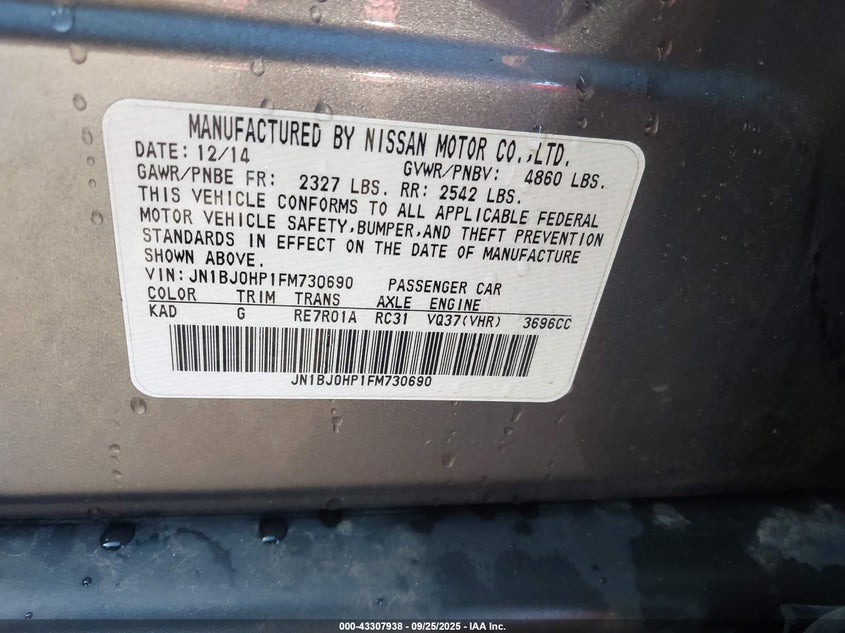 MANUFACTURED BY NISSAN MOTOR CO.,LTD.
DATE: 12/14 GVWR/PNBV: 4860 LBS.
GAWR/PNBE FR: 2327 LBS. RR: 2542 LBS.
THIS VEHICLE CONFORMS TO ALL APPLICABLE FEDERAL
MOTOR VEHICLE SAFETY,BUMPER,AND THEFT PREVENTION
STANDARDS IN EFFECT ON THE DATE OF MANUFACTURE
SHOWN ABOVE.
VIN: JN1BJ0HP1FM730690 PASSENGER CAR
COLOR TRIM TRANS AXLE ENGINE
KAD G RE7R01A RC31 VQ37(VHR) 3696CC
JN1BJ0HP1FM730690
000-43307938 - 09/25/2025 - IAA Inc.